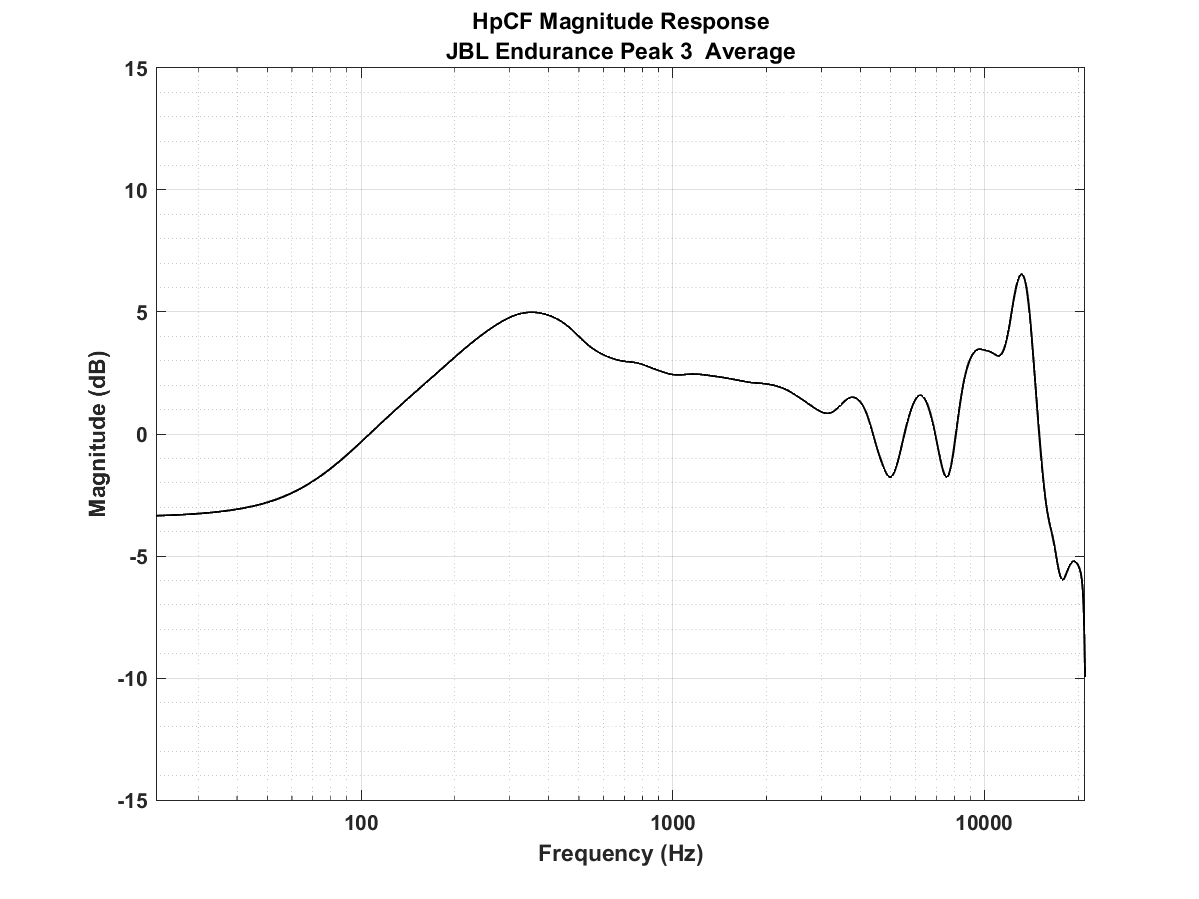 HpCF Magnitude Response
JBL Endurance Peak 3  Average
15
10
5
0
-5
-10
-15
Magnitude (dB)
100
1000
10000
Frequency (Hz)